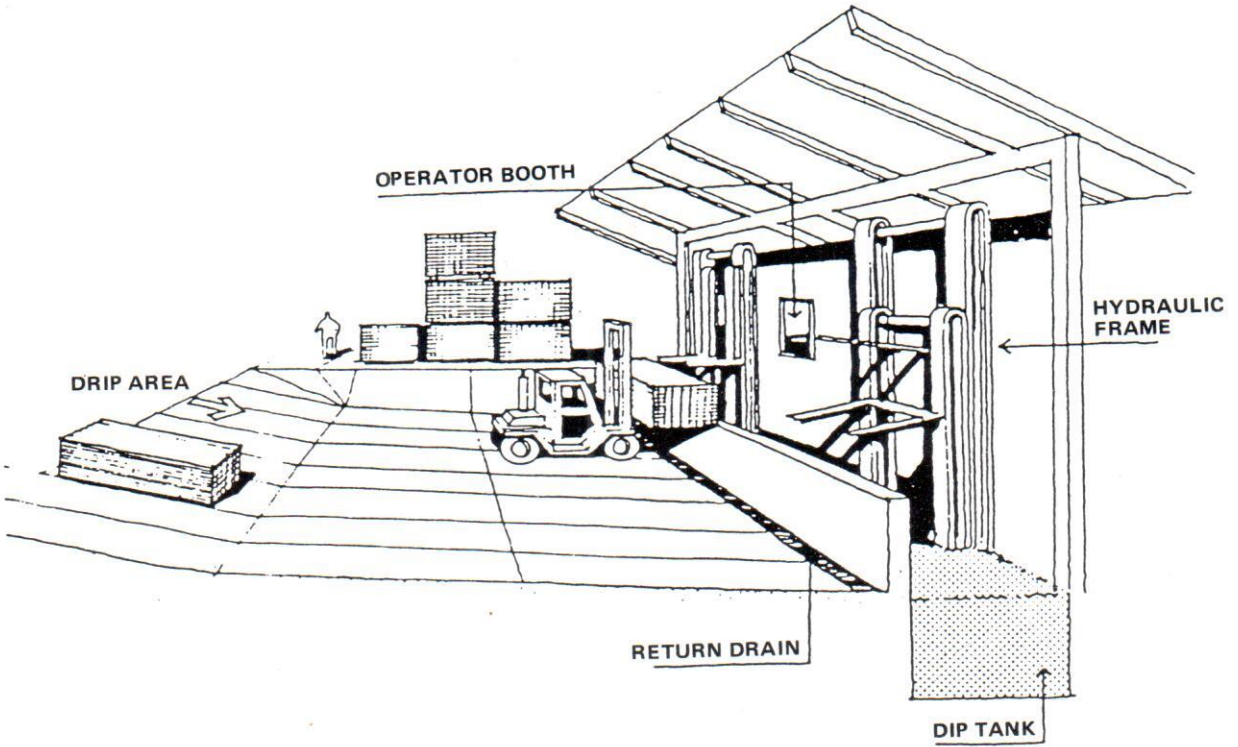 OPERATOR BOOTH
HYDRAULIC
FRAME
DRIP AREA
RETURN DRAIN
DIP TANK